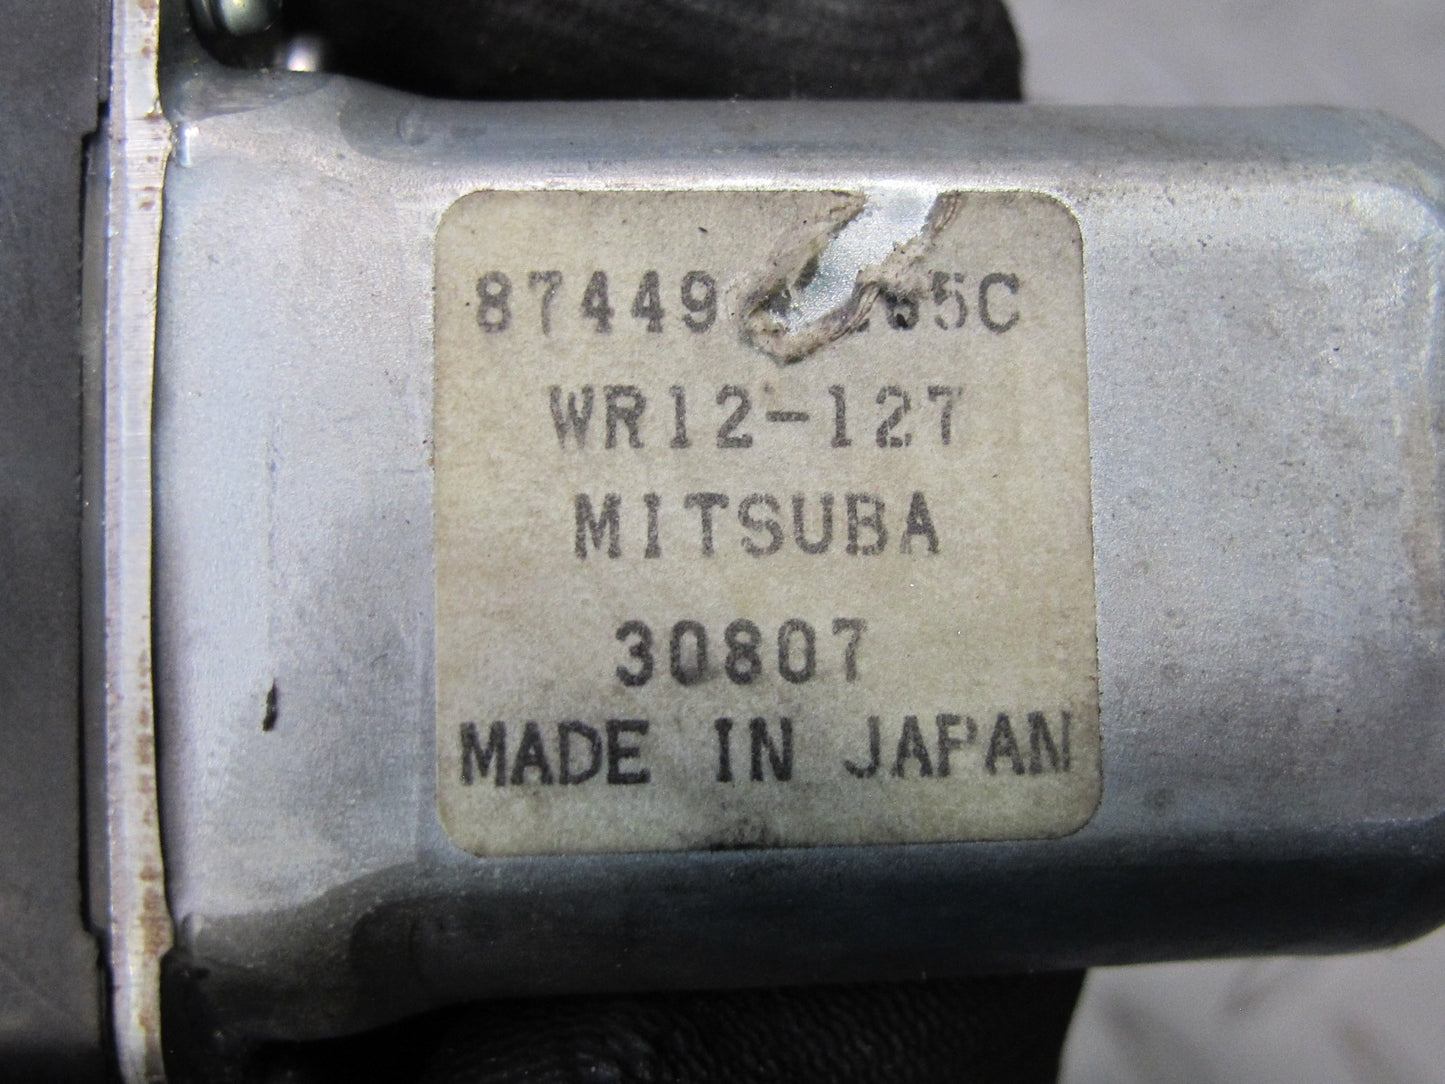 87449
WR12-127
MITSUBA
30807
MADE IN JAPAN